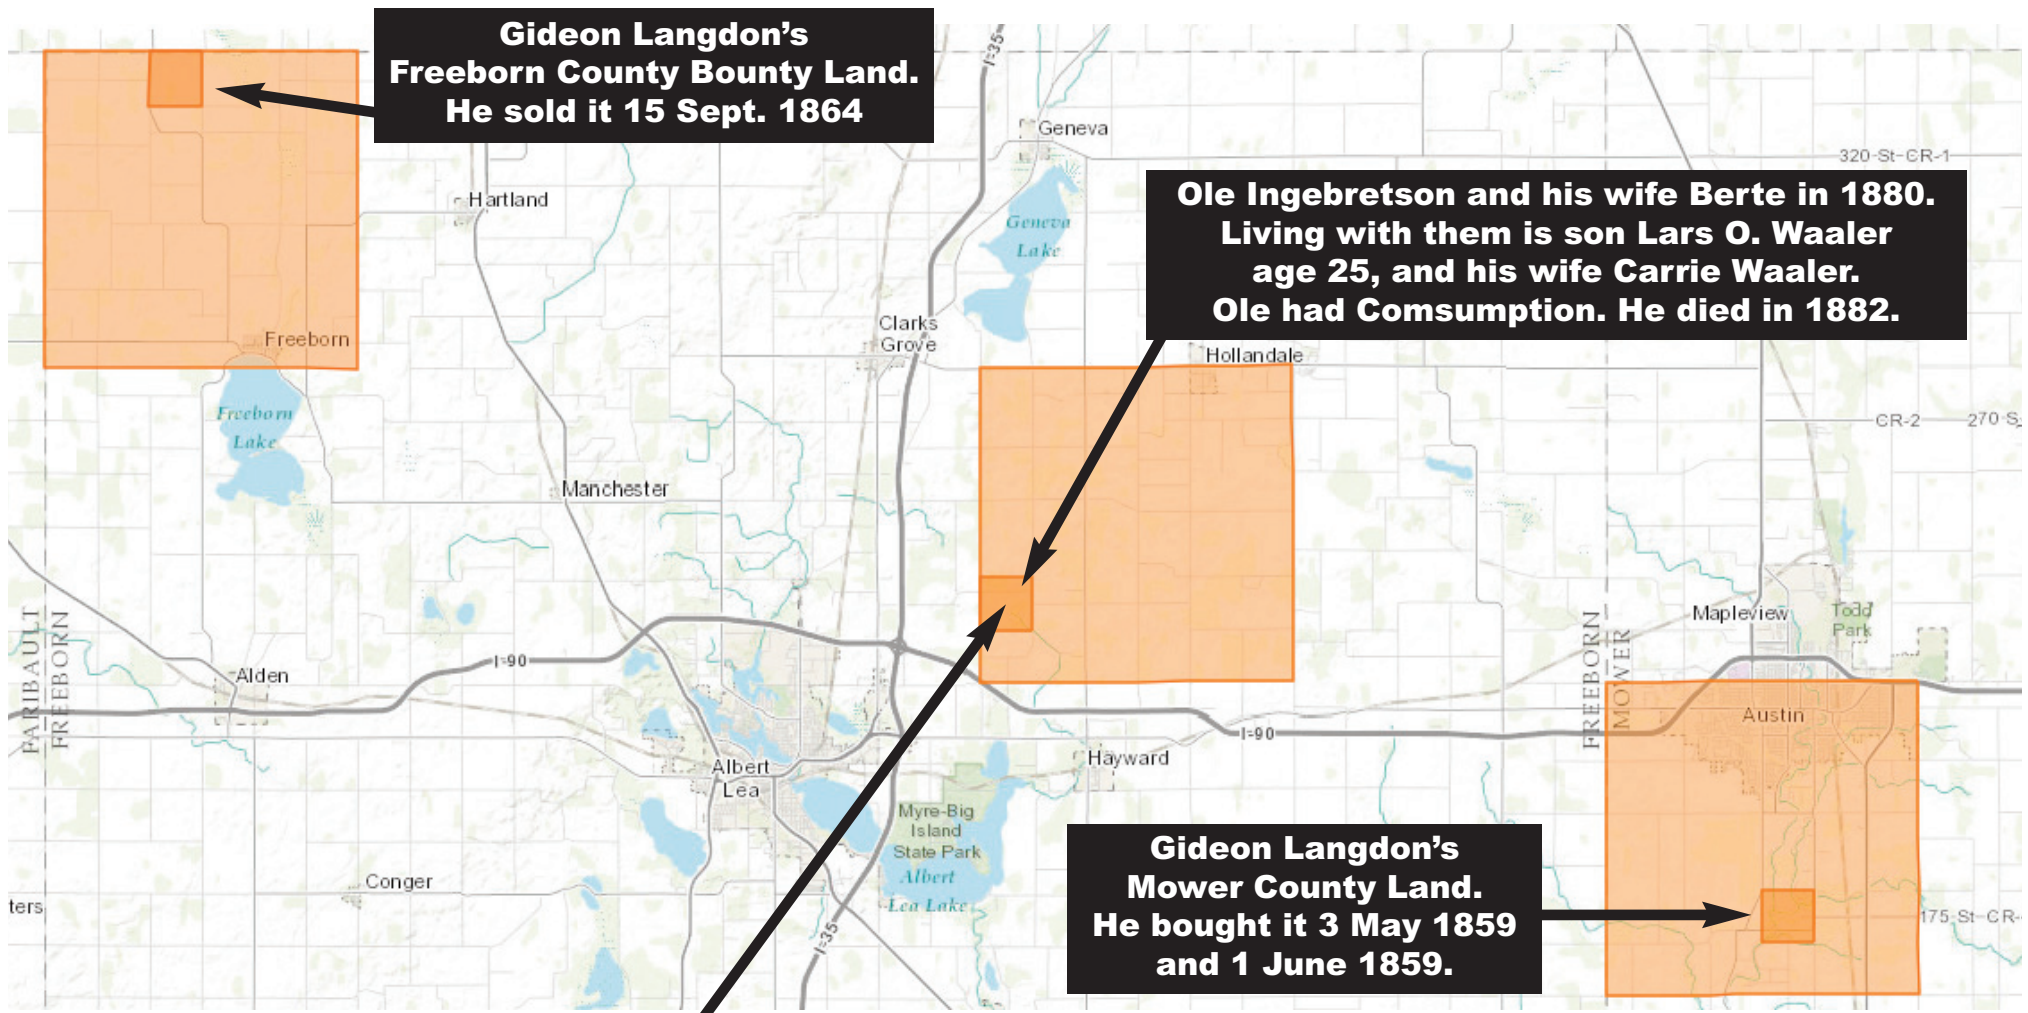 Gideon Langdon's
Freeborn County Bounty Land.
He sold it 15 Sept. 1864
I-35
Geneva
320-St-CR-1
Hartland
Geneva
Lake
Ole Ingebretson and his wife Berte in 1880.
Living with them is son Lars O. Waaler
age 25, and his wife Carrie Waaler.
Ole had Comsumption. He died in 1882.
Freeborn
Clarks
Grove
Hollandale
Freeborn
Lake
CR-2
270-S
Manchester
FARIBAULT
FREEBORN
I-90
Alden
FREEBORN
MOWER
Mapleview
Todd
Park
Austin
I-90
Albert
Lea
Hayward
Myre-Big
Island
State Park
Albert
Lea Lake
Conger
ters
I-35
Gideon Langdon's
Mower County Land.
He bought it 3 May 1859
and 1 June 1859.
175-St-CR-